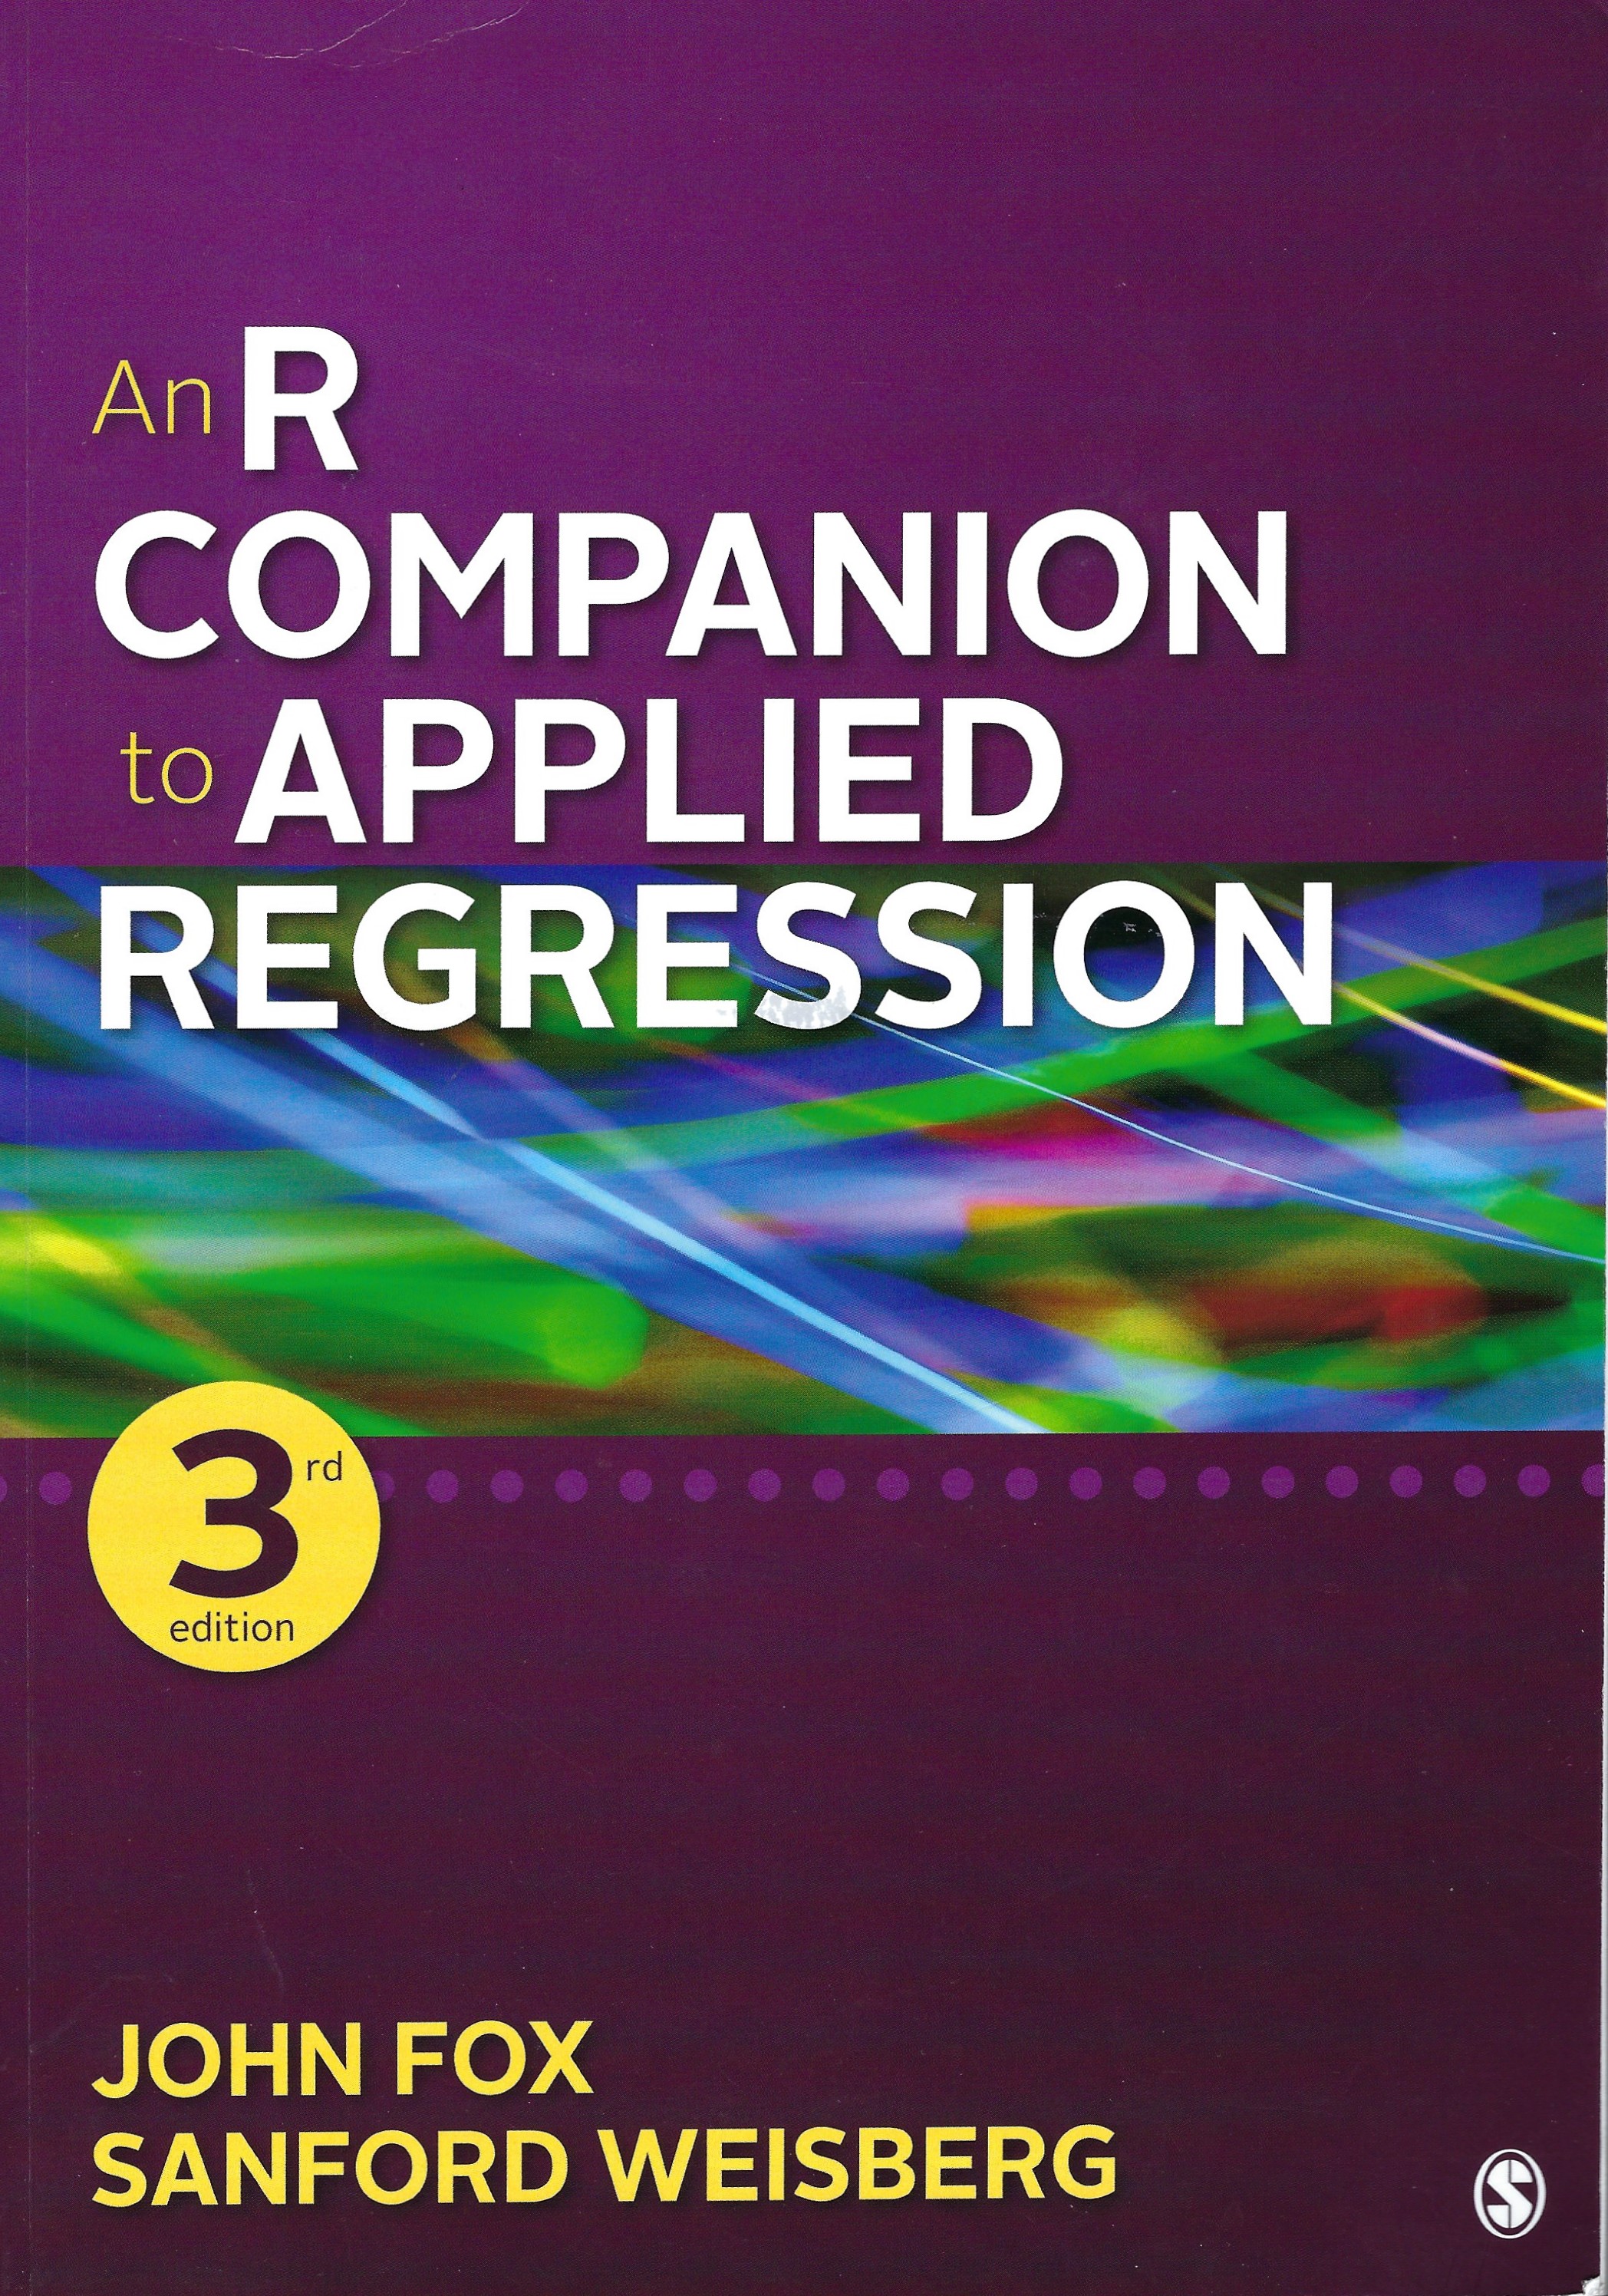 An R
COMPANION
to APPLIED
REGRESSION
3rd
edition
JOHN FOX
SANFORD WEISBERG
S